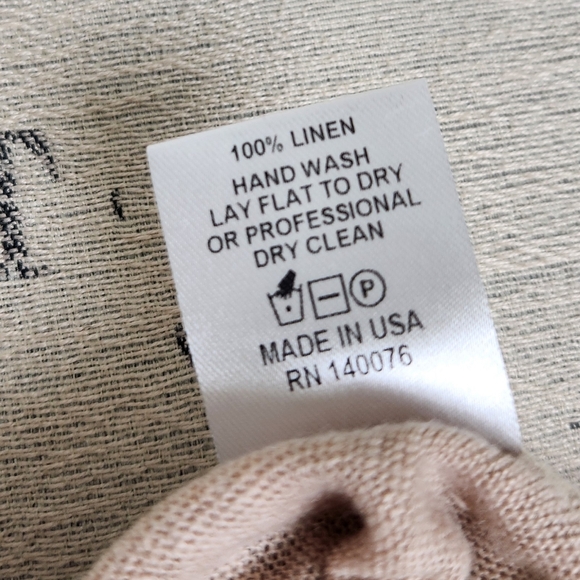 100% LINEN
HAND WASH
LAY FLAT TO DRY
OR PROFESSIONAL
DRY CLEAN
P
MADE IN USA
RN 140076